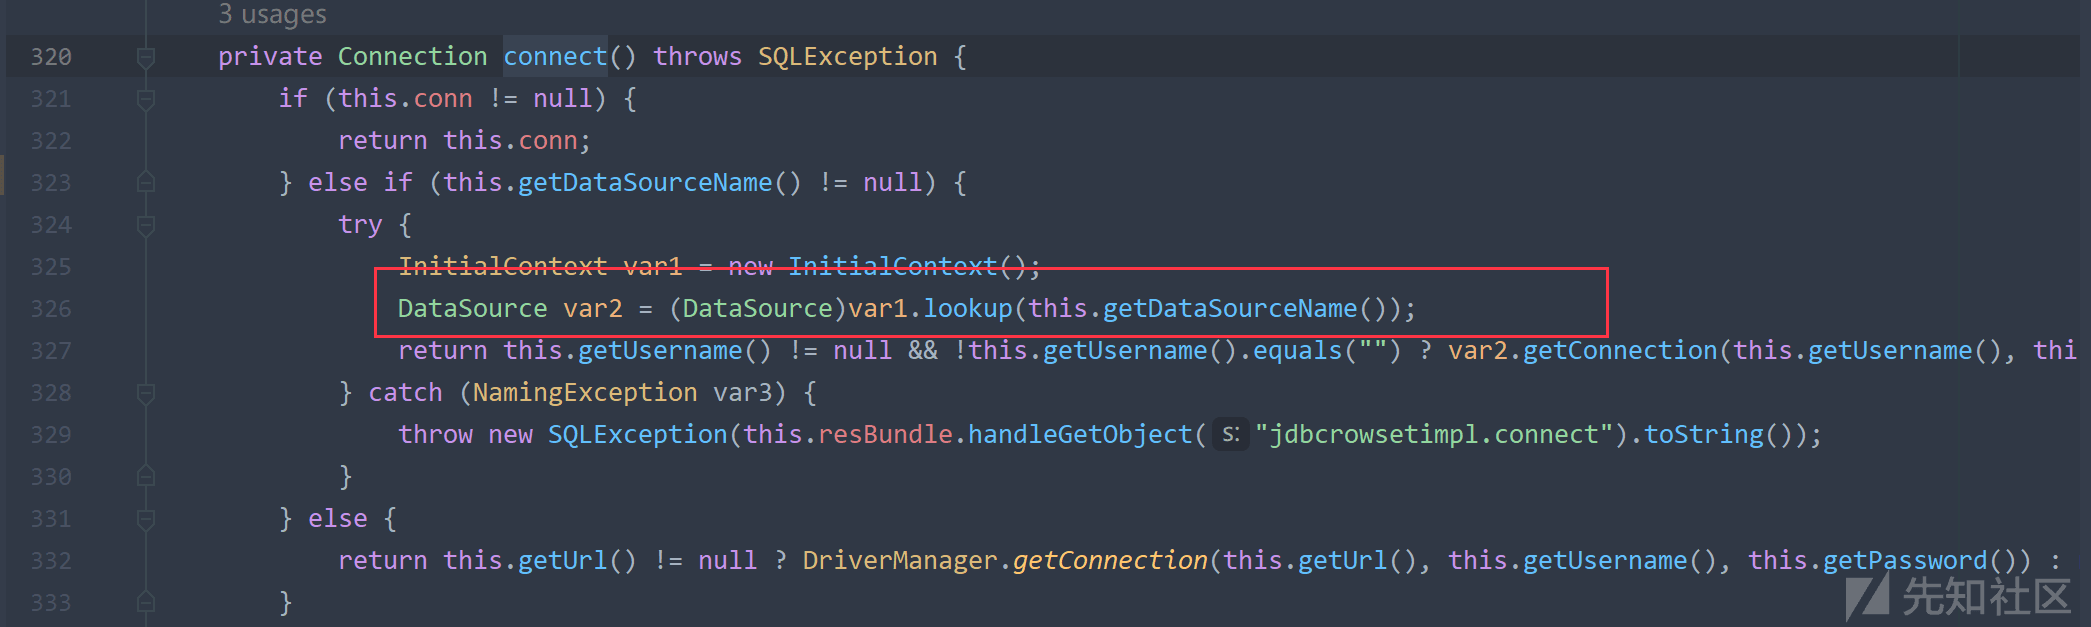 3 usages
320 private Connection connect() throws SQLException {
321 if (this.conn != null) {
322 return this.conn;
323 } else if (this.getDataSourceName() != null) {
324 try {
325 InitialContext var1 = new InitialContext();
326 DataSource var2 = (DataSource)var1.lookup(this.getDataSourceName());
327 return this.getUsername() != null && !this.getUsername().equals("") ? var2.getConnection(this.getUsername(), thi
328 } catch (NamingException var3) {
329 throw new SQLException(this.resBundle.handleGetObject( s: "jdbcrowsetimpl.connect").toString());
330 }
331 } else {
332 return this.getUrl() != null ? DriverManager.getConnection(this.getUrl(), this.getUsername(), this.getPassword()) :
333 }
先知社区